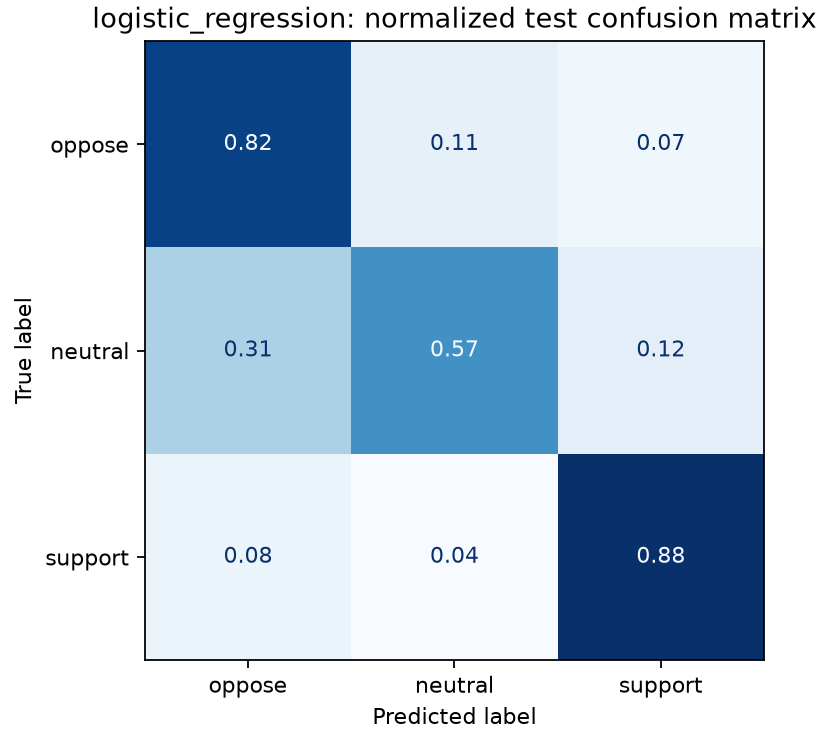 logistic_regression: normalized test confusion matrix
True label
oppose 0.82 0.11 0.07
neutral 0.31 0.57 0.12
support 0.08 0.04 0.88
oppose neutral support
Predicted label